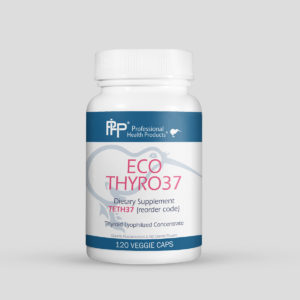 PHP®
Professional
Health Products®
ECO
THYRO37
Dietary Supplement
TETH37 (reorder code)
Thyroid Lyophilized Concentrate
120 VEGGIE CAPS